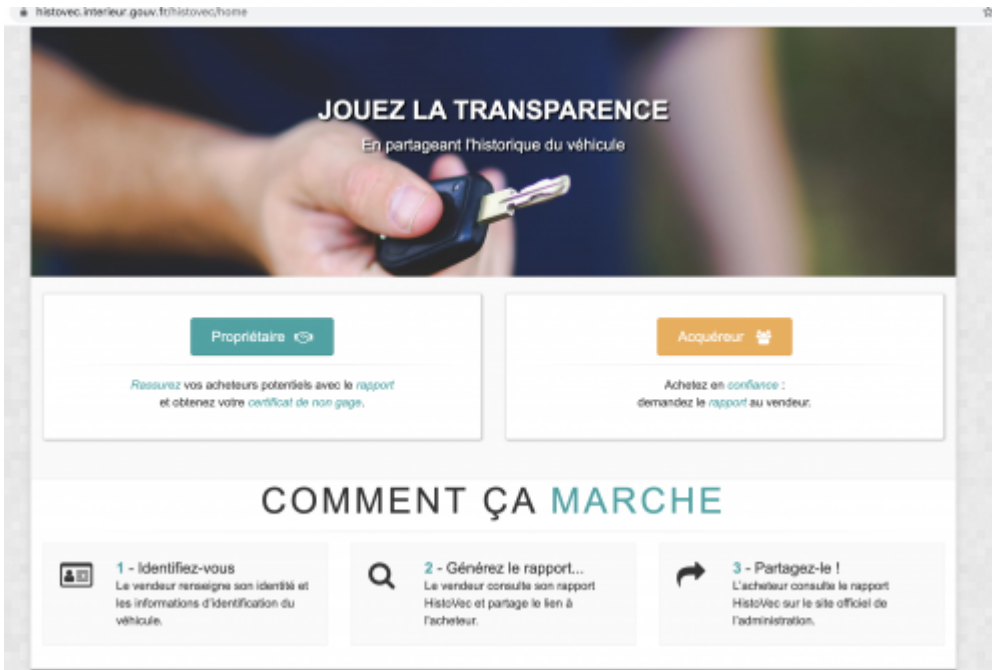 histovec.interieur.gouv.fr/histovec/home
JOUEZ LA TRANSPARENCE
En partageant l'historique du véhicule
Propriétaire
Acquéreur
Rassurez vos acheteurs potentiels avec le rapport
et obtenez votre certificat de non gage.
Achetez en confiance :
demandez le rapport au vendeur.
COMMENT ÇA MARCHE
1 - Identifiez-vous
Le vendeur renseigne son identité et
les informations d'identification du
véhicule.
2 - Générez le rapport...
Le vendeur consulte son rapport
HistoVec et partage le lien à
l'acheteur.
3 - Partagez-le !
L'acheteur consulte le rapport
HistoVec sur le site officiel de
l'administration.